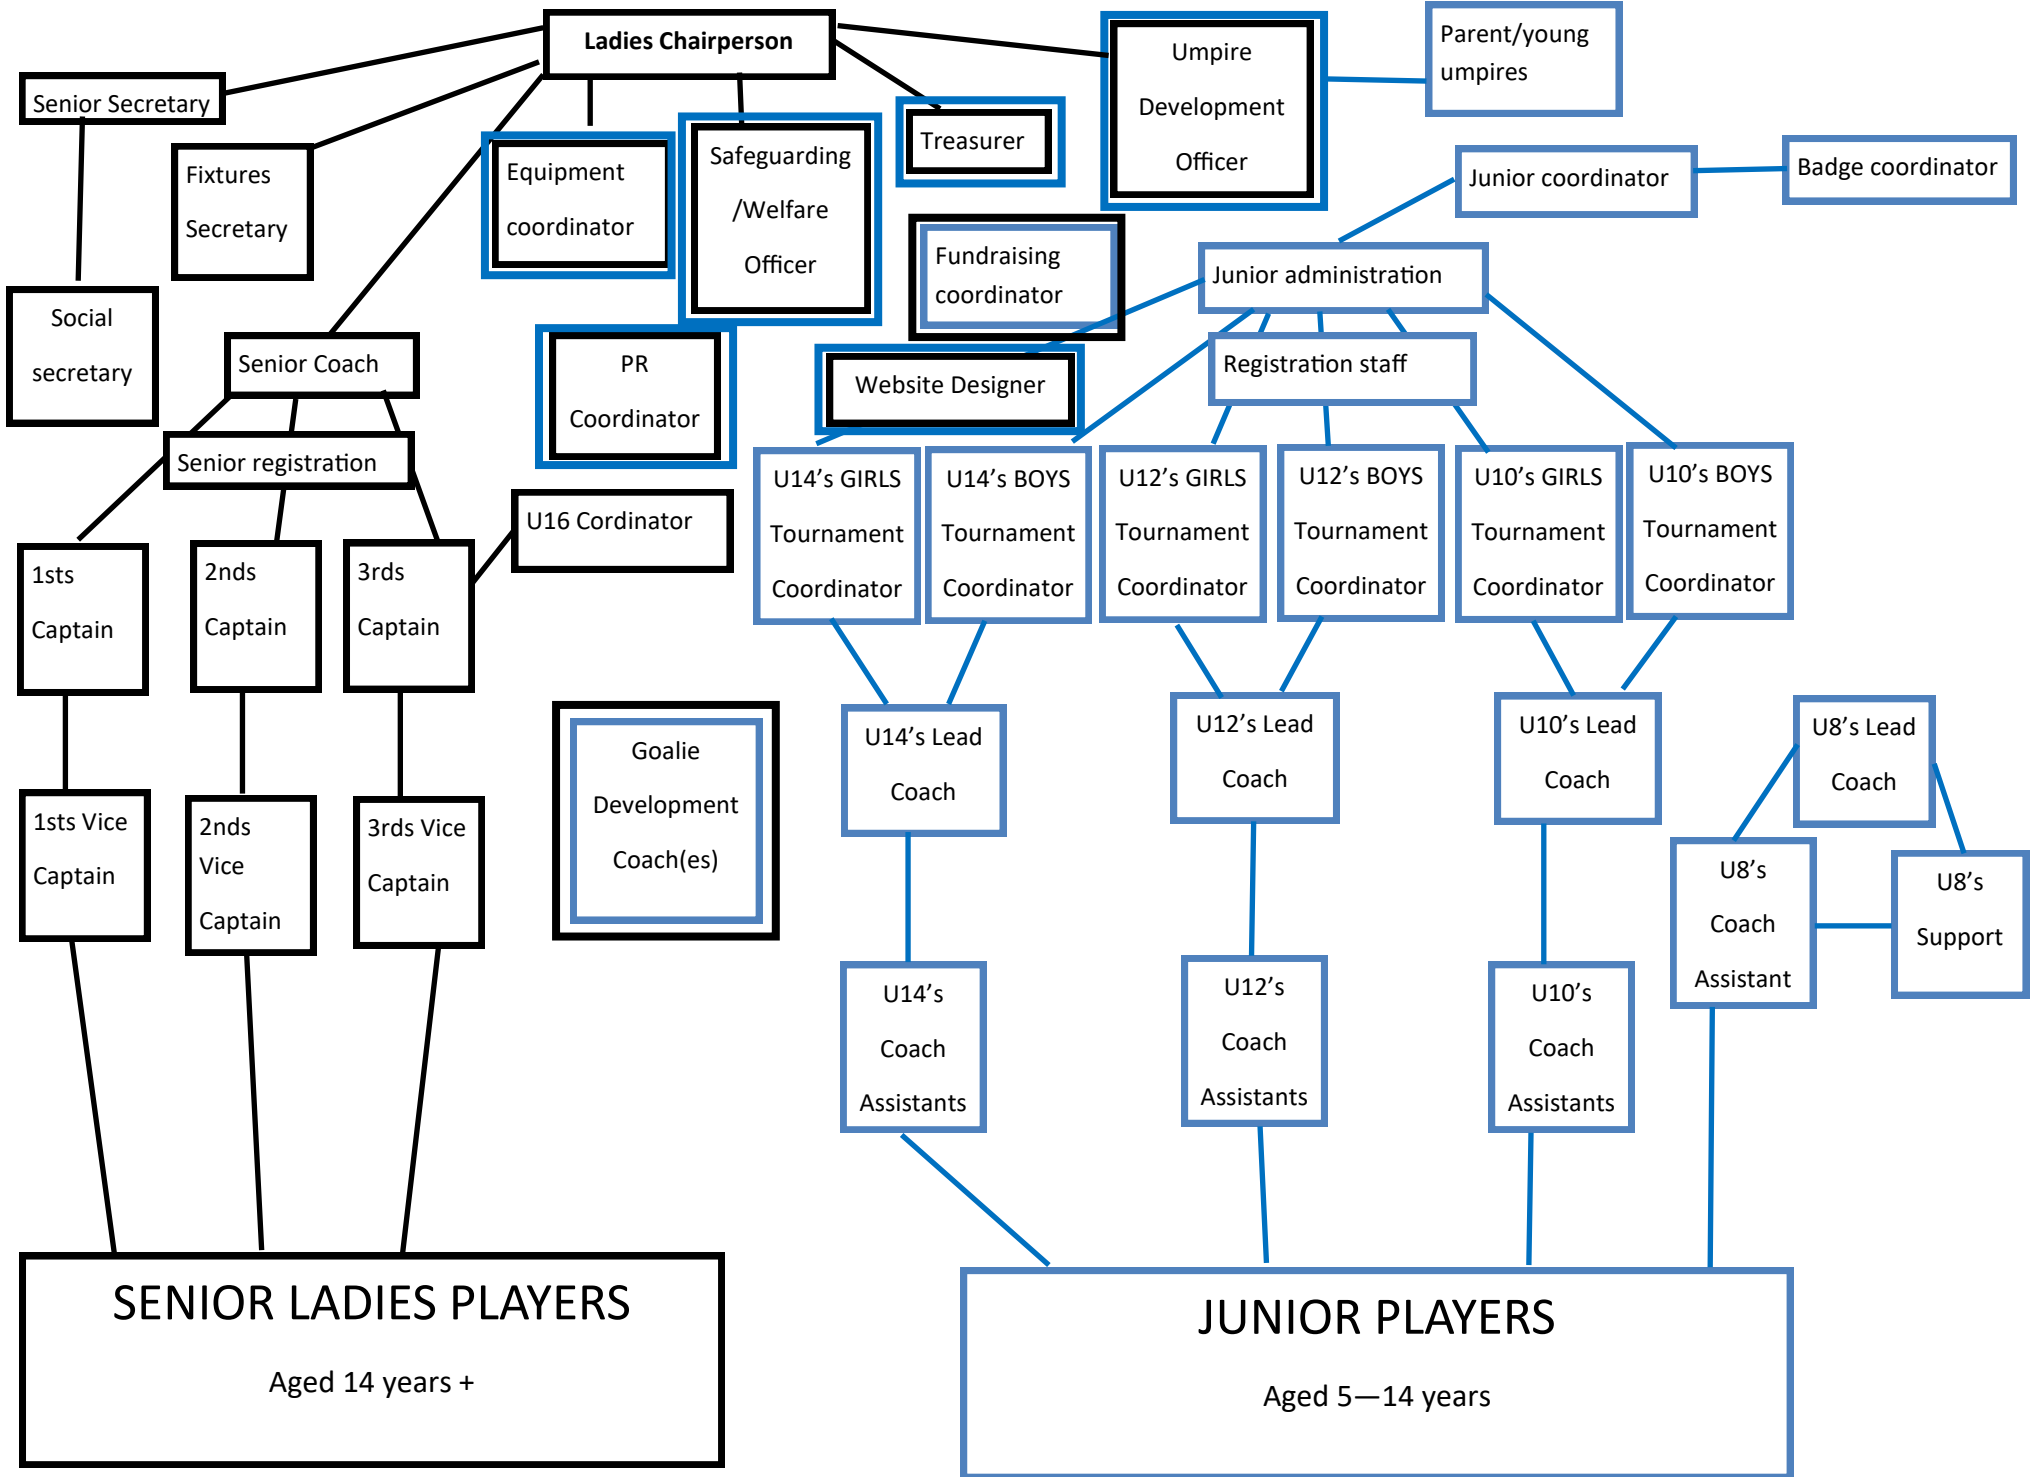 Ladies Chairperson
Senior Secretary
Fixtures
Secretary
Social
secretary
Equipment
coordinator
Safeguarding
/Welfare
Officer
Treasurer
Umpire
Development
Officer
Parent/young
umpires
Junior coordinator
Badge coordinator
Fundraising
coordinator
Junior administration
Senior Coach
PR
Coordinator
Website Designer
Registration staff
Senior registration
U16 Cordinator
1sts
Captain
2nds
Captain
3rds
Captain
U14's GIRLS
Tournament
Coordinator
U14's BOYS
Tournament
Coordinator
U12's GIRLS
Tournament
Coordinator
U12's BOYS
Tournament
Coordinator
U10's GIRLS
Tournament
Coordinator
U10's BOYS
Tournament
Coordinator
1sts Vice
Captain
2nds
Vice
Captain
3rds Vice
Captain
Goalie
Development
Coach(es)
U14's Lead
Coach
U12's Lead
Coach
U10's Lead
Coach
U8's Lead
Coach
U8's
Coach
Assistant
U8's
Support
U14's
Coach
Assistants
U12's
Coach
Assistants
U10's
Coach
Assistants
SENIOR LADIES PLAYERS
Aged 14 years +
JUNIOR PLAYERS
Aged 5—14 years